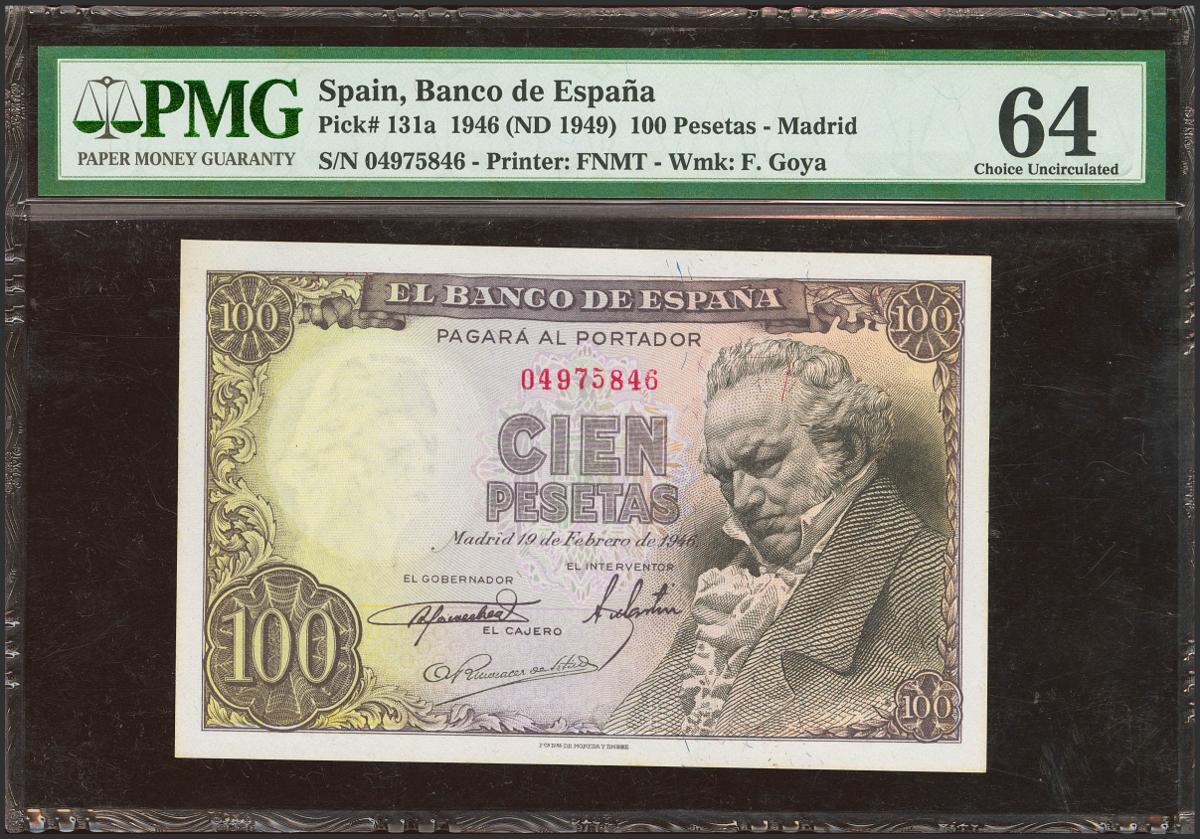 PMG
PAPER MONEY GUARANTY
Spain, Banco de España
Pick# 131a 1946 (ND 1949) 100 Pesetas - Madrid
S/N 04975846 - Printer: FNMT - Wmk: F. Goya
64
Choice Uncirculated
100
EL BANCO DE ESPAÑA
100
PAGARÁ AL PORTADOR
04975846
CIEN
PESETAS
Madrid 19 de Febrero de 1946.
EL INTERVENTOR
EL GOBERNADOR
EL CAJERO
100
100